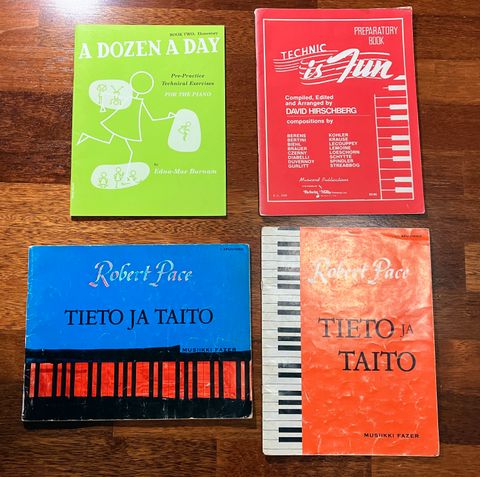 BOOK TWO: Elementary
A DOZEN A DAY
Pre-Practice
Technical Exercises
FOR THE PIANO
By
Edna-Mae Burnam
PREPARATORY
BOOK
TECHNIC
is Fun
Compiled, Edited
and Arranged by
DAVID HIRSCHBERG
compositions by
BERENS
BERTINI
BIEHL
BRAUER
CZERNY
DIABELLI
DUVERNOY
GURLITT
KOHLER
KRAUSE
LECOUPPEY
LEMOINE
LOESCHORN
SCHYTTE
SPINDLER
STREABBOG
Robert Pace
TIETO JA TAITO
MUSIIKKI FAZER
Robert Pace
TIETO JA
TAITO
MUSIIKKI FAZER